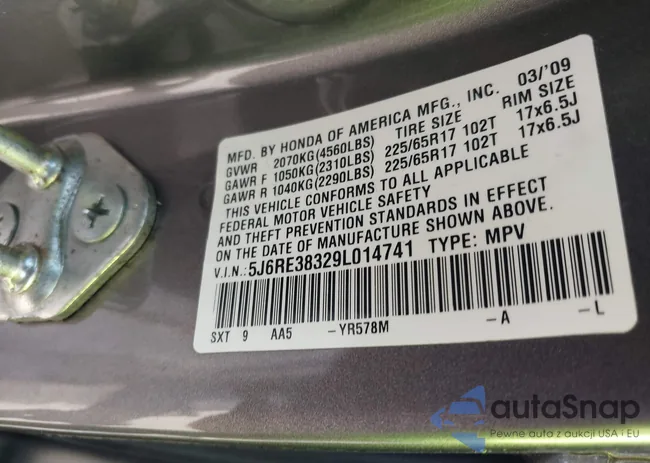 MFD. BY HONDA OF AMERICA MFG., INC. 03/'09
GVWR 2070KG(4560LBS) TIRE SIZE RIM SIZE
GAWR F 1050KG(2310LBS) 225/65R17 102T 17x6.5J
GAWR R 1040KG(2290LBS) 225/65R17 102T 17x6.5J
THIS VEHICLE CONFORMS TO ALL APPLICABLE
FEDERAL MOTOR VEHICLE SAFETY
AND THEFT PREVENTION STANDARDS IN EFFECT
ON THE DATE OF MANUFACTURE SHOWN ABOVE.
V.I.N.:5J6RE38329L014741 TYPE: MPV
SXT 9 AA5 -YR578M -A -L
autaSnap
Pewne auta z aukcji USA i EU